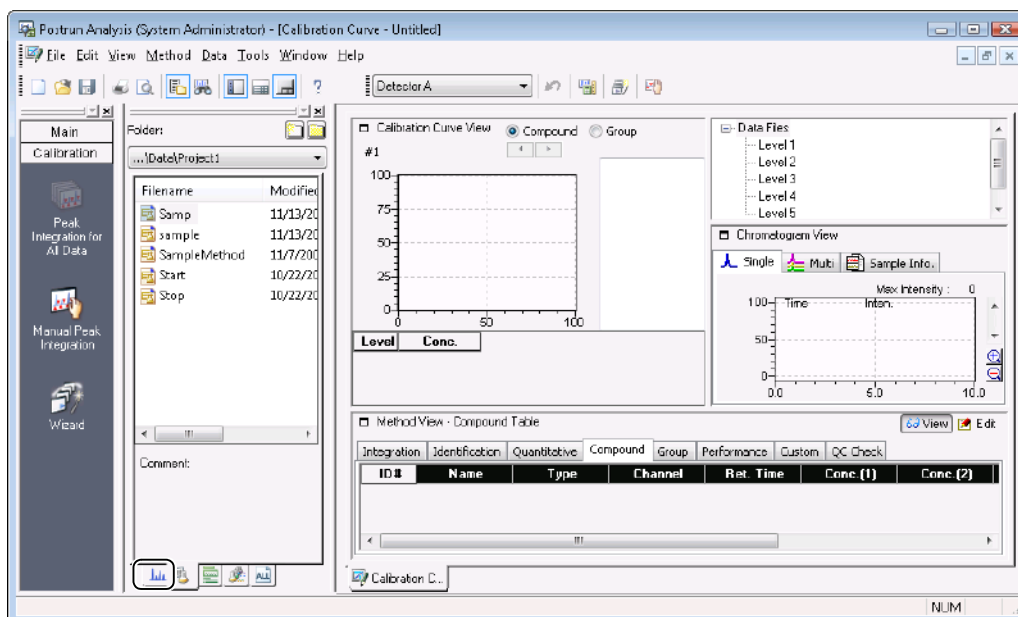 Postrun Analysis (System Administrator) - [Calibration Curve - Untitled]
File Edit View Method Data Tools Window Help
Detector A
Main
Calibration
Peak
Integration for
All Data
Manual Peak
Integration
Wizard
Folder:
...\Data\Project1
Filename Modified
Samp 11/13/20
sample 11/13/20
SampleMethod 11/7/200
Start 10/22/20
Stop 10/22/20
Comment:
ALL
Calibration Curve View Compound Group
#1
100
75
50
25
0
0 50 100
Level Conc.
Data Files
Level 1
Level 2
Level 3
Level 4
Level 5
Chromatogram View
Single Multi Sample Info.
Max Intensity : 0
Time Inten.
100
50
0
0.0 5.0 10.0
Method View - Compound Table View Edit
Integration Identification Quantitative Compound Group Performance Custom QC Check
ID# Name Type Channel Ret. Time Conc.(1) Conc.(2)
Calibration C...
NUM